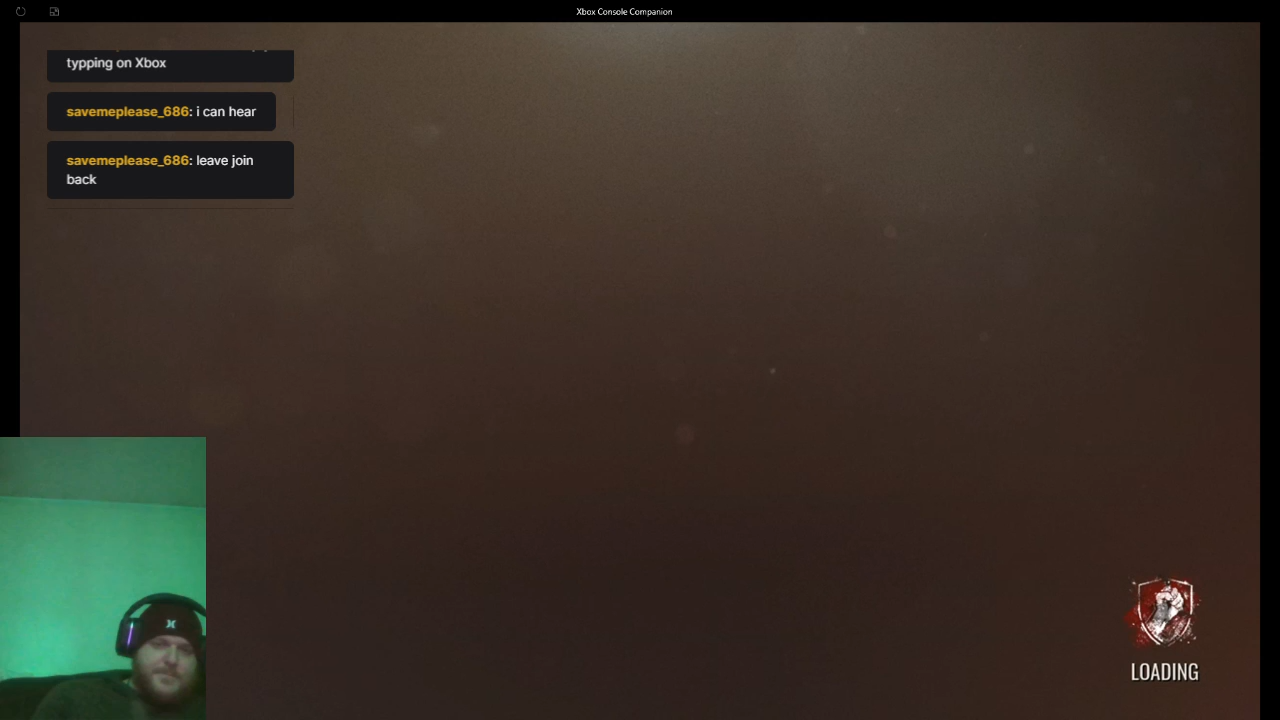 Xbox Console Companion
typping on Xbox
savemeplease_686: i can hear
savemeplease_686: leave join
back
LOADING